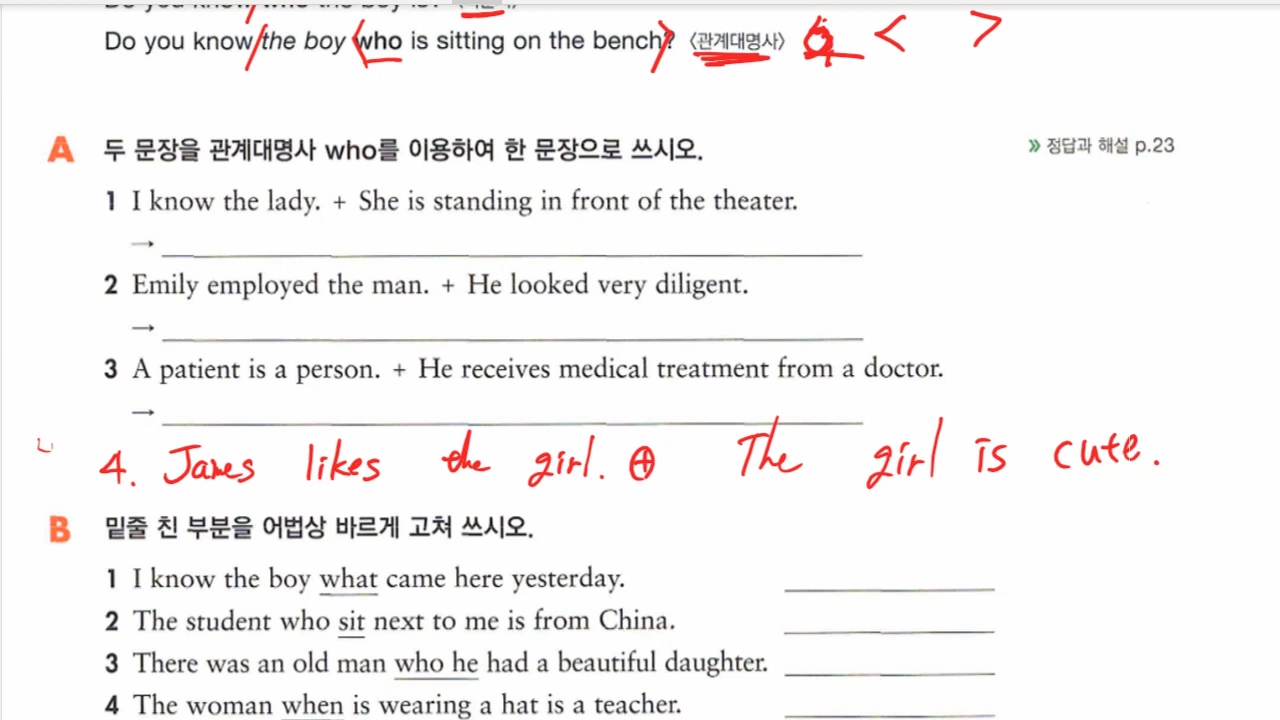 Do you know the boy who is sitting on the bench? 〈관계대명사〉 < >
A 두 문장을 관계대명사 who를 이용하여 한 문장으로 쓰시오. » 정답과 해설 p.23
1 I know the lady. + She is standing in front of the theater.
→
2 Emily employed the man. + He looked very diligent.
→
3 A patient is a person. + He receives medical treatment from a doctor.
→
4. James likes the girl. ⊕ The girl is cute.
B 밑줄 친 부분을 어법상 바르게 고쳐 쓰시오.
1 I know the boy what came here yesterday.
2 The student who sit next to me is from China.
3 There was an old man who he had a beautiful daughter.
4 The woman when is wearing a hat is a teacher.